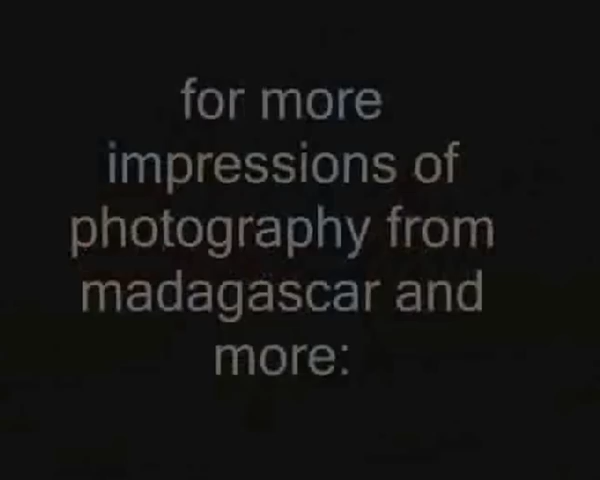 for more
impressions of
photography from
madagascar and
more: